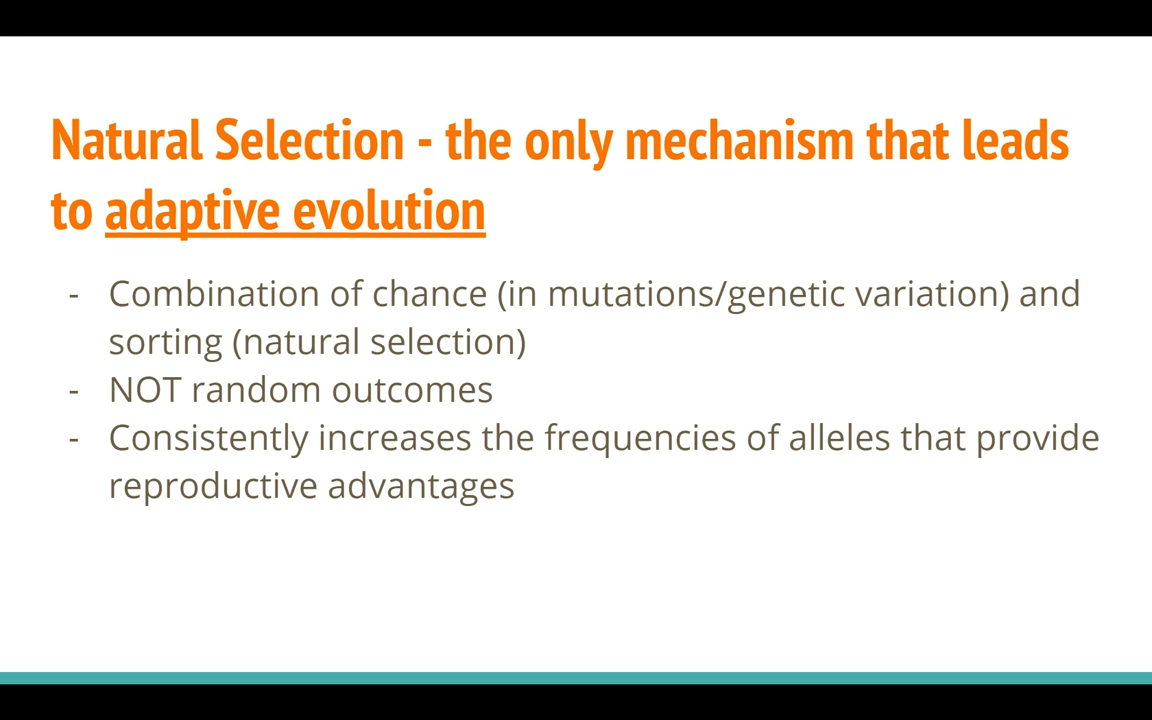 Natural Selection - the only mechanism that leads
to adaptive evolution
- Combination of chance (in mutations/genetic variation) and
sorting (natural selection)
- NOT random outcomes
- Consistently increases the frequencies of alleles that provide
reproductive advantages